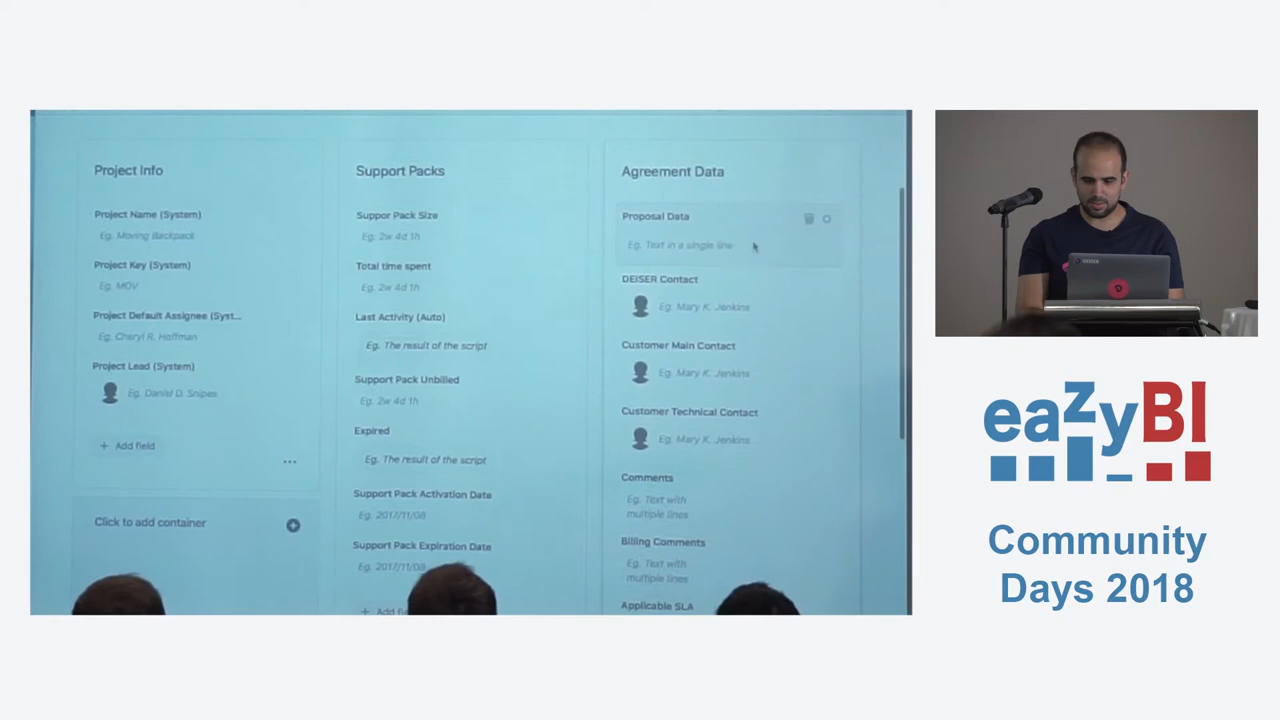 Project Info
Project Name (System)
Eg. Moving Backpack
Project Key (System)
Eg. MOV
Project Default Assignee (Syst...
Eg. Cheryl R. Hoffman
Project Lead (System)
Eg. Daniel D. Snipes
+ Add field
Click to add container
Support Packs
Suppor Pack Size
Eg. 2w 4d 1h
Total time spent
Eg. 2w 4d 1h
Last Activity (Auto)
Eg. The result of the script
Support Pack Unbilled
Eg. 2w 4d 1h
Expired
Eg. The result of the script
Support Pack Activation Date
Eg. 2017/11/08
Support Pack Expiration Date
Eg. 2017/11/08
+ Add fie
Agreement Data
Proposal Data
Eg. Text in a single line
DEISER Contact
Eg. Mary K. Jenkins
Customer Main Contact
Eg. Mary K. Jenkins
Customer Technical Contact
Eg. Mary K. Jenkins
Comments
Eg. Text with
multiple lines
Billing Comments
Eg. Text with
multiple lines
Applicable SLA
DEISER
eazyBI
Community
Days 2018